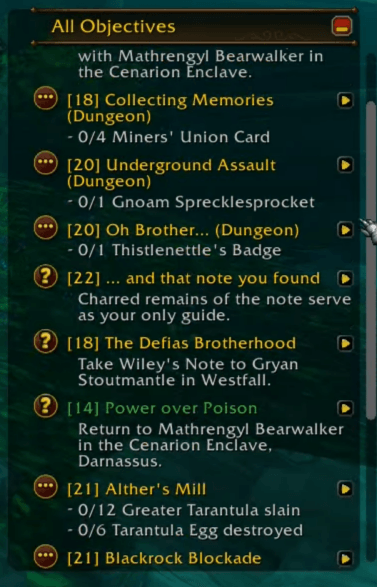 All Objectives
with Mathrengyl Bearwalker in
the Cenarion Enclave.
[18] Collecting Memories
(Dungeon)
- 0/4 Miners' Union Card
[20] Underground Assault
(Dungeon)
- 0/1 Gnoam Sprecklesprocket
[20] Oh Brother... (Dungeon)
- 0/1 Thistlenettle's Badge
[22] ... and that note you found
Charred remains of the note serve
as your only guide.
[18] The Defias Brotherhood
Take Wiley's Note to Gryan
Stoutmantle in Westfall.
[14] Power over Poison
Return to Mathrengyl Bearwalker
in the Cenarion Enclave,
Darnassus.
[21] Alther's Mill
- 0/12 Greater Tarantula slain
- 0/6 Tarantula Egg destroyed
[21] Blackrock Blockade